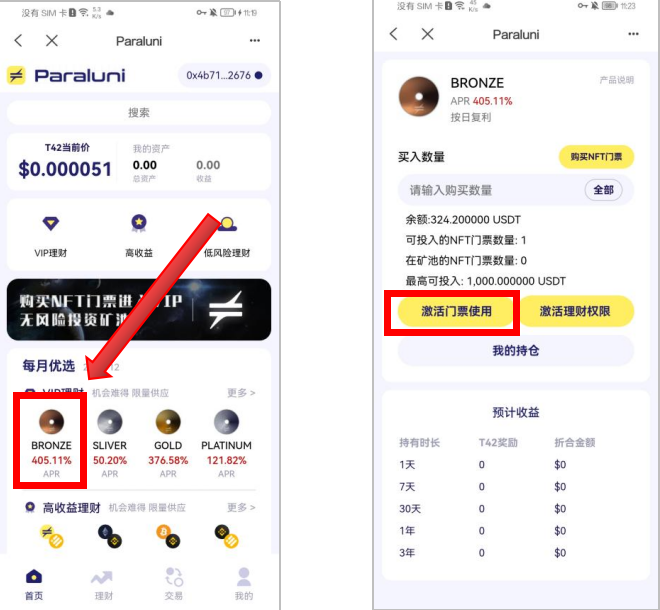 没有 SIM 卡 5.3 K/s 57 11:19
Paraluni
Paraluni
0x4b71...2676
搜索
T42当前价
$0.000051
我的资产
0.00
0.00
总资产
收益
VIP理财
高收益
低风险理财
购买NFT门票进 VIP
无风险投资矿池
每月优选
VIP理财 机会难得 限量供应 更多 >
BRONZE SLIVER GOLD PLATINUM
405.11% 50.20% 376.58% 121.82%
APR APR APR APR
高收益理财 机会难得 限量供应 更多 >
首页 理财 交易 我的
没有 SIM 卡 45 K/s 11:23
Paraluni
BRONZE
产品说明
APR 405.11%
按日复利
买入数量
购买NFT门票
请输入购买数量
全部
余额:324.200000 USDT
可投入的NFT门票数量: 1
在矿池的NFT门票数量: 0
最高可投入: 1,000.000000 USDT
激活门票使用
激活理财权限
我的持仓
预计收益
持有时长 T42奖励 折合金额
1天 0 $0
7天 0 $0
30天 0 $0
1年 0 $0
3年 0 $0